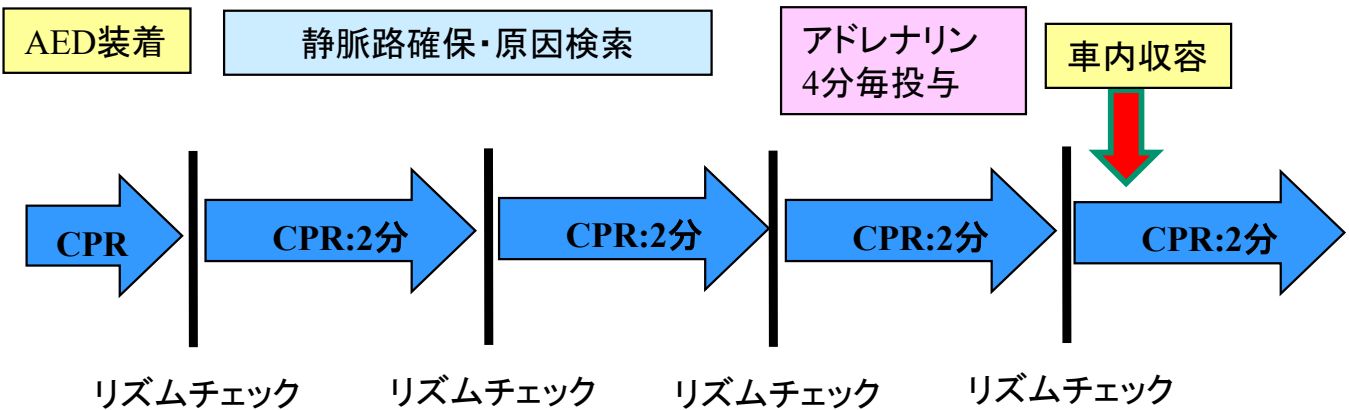 AED装着
静脈路確保・原因検索
アドレナリン
4分毎投与
車内収容
CPR
CPR:2分
CPR:2分
CPR:2分
CPR:2分
リズムチェック
リズムチェック
リズムチェック
リズムチェック